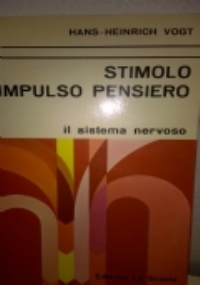 HANS-HEINRICH VOGT
STIMOLO
IMPULSO PENSIERO
il sistema nervoso